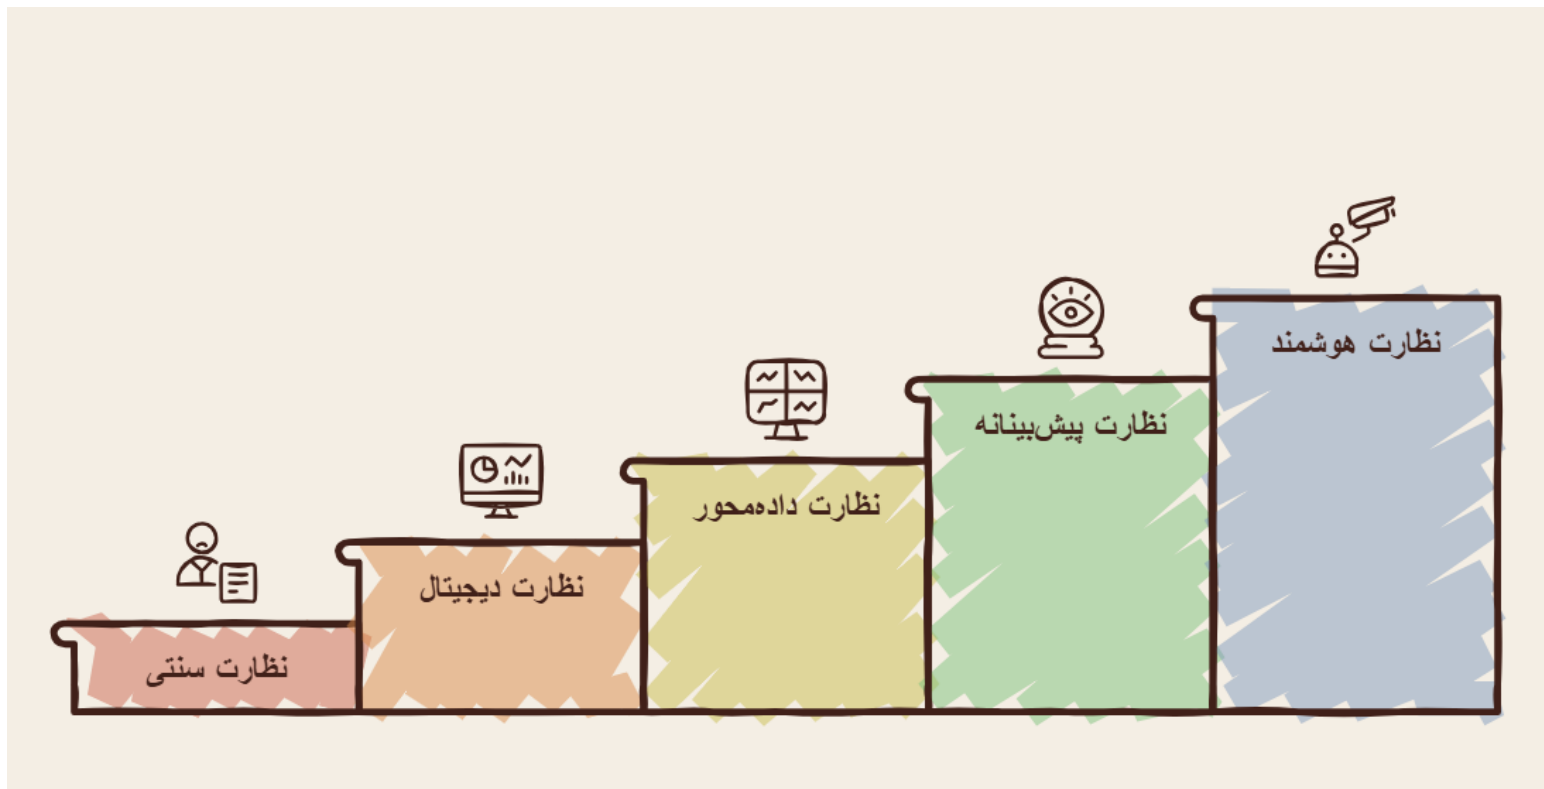 نظارت سنتی
نظارت دیجیتال
نظارت داده‌محور
نظارت پیش‌بینانه
نظارت هوشمند